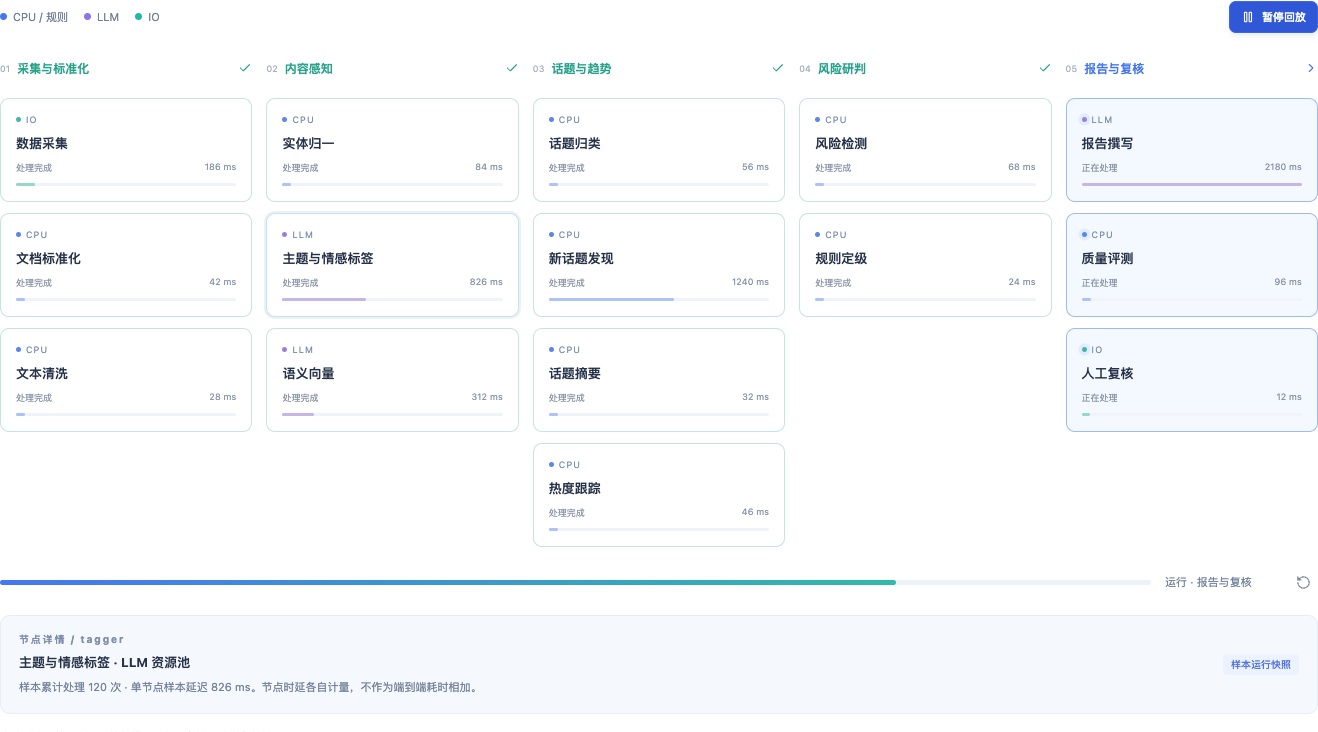 CPU / 规则 LLM IO
暂停回放
01 采集与标准化
02 内容感知
03 话题与趋势
04 风险研判
05 报告与复核
IO
数据采集
处理完成 186 ms
CPU
文档标准化
处理完成 42 ms
CPU
文本清洗
处理完成 28 ms
CPU
实体归一
处理完成 84 ms
LLM
主题与情感标签
处理完成 826 ms
LLM
语义向量
处理完成 312 ms
CPU
话题归类
处理完成 56 ms
CPU
新话题发现
处理完成 1240 ms
CPU
话题摘要
处理完成 32 ms
CPU
热度跟踪
处理完成 46 ms
CPU
风险检测
处理完成 68 ms
CPU
规则定级
处理完成 24 ms
LLM
报告撰写
正在处理 2180 ms
CPU
质量评测
正在处理 96 ms
IO
人工复核
正在处理 12 ms
运行 · 报告与复核
节点详情 / tagger
主题与情感标签 · LLM 资源池
样本累计处理 120 次 · 单节点样本延迟 826 ms。节点时延各自计量，不作为端到端耗时相加。
样本运行快照